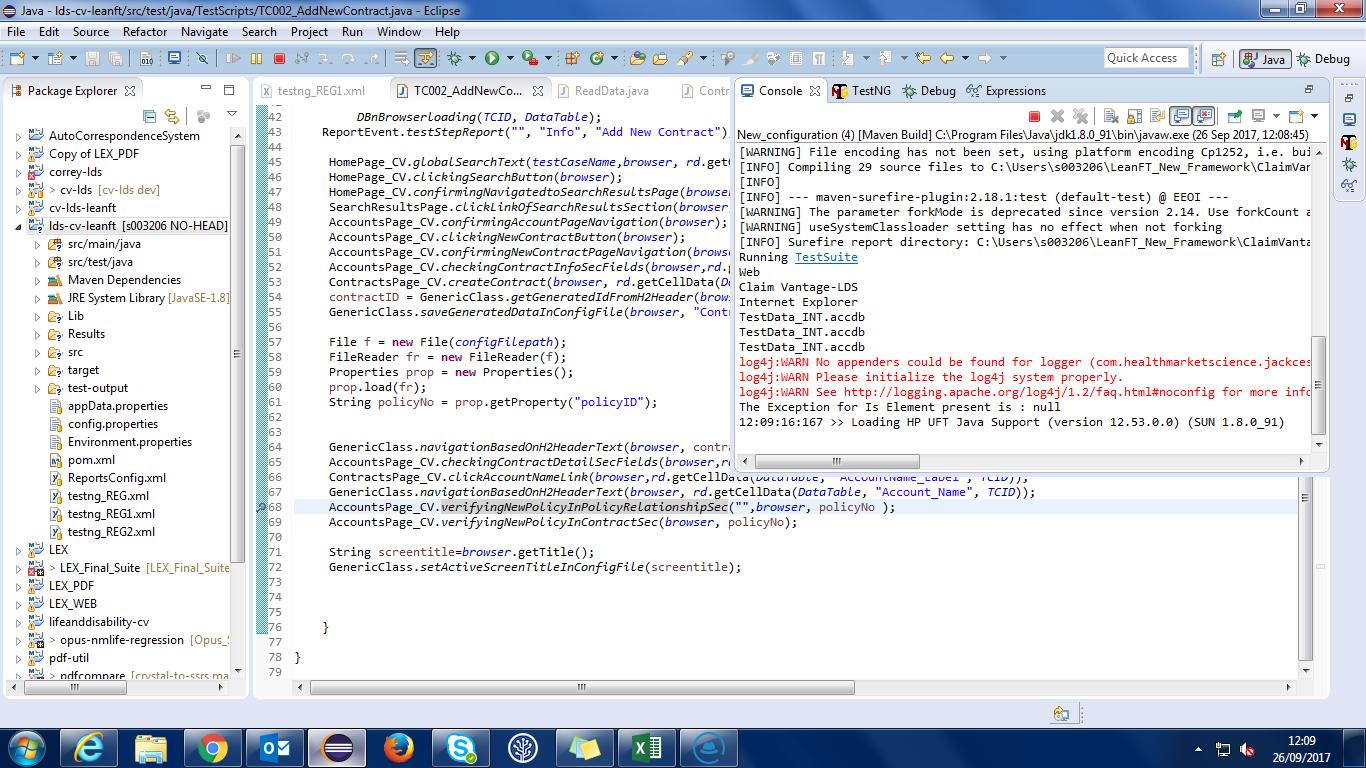 Java - lds-cv-leanft/src/test/java/TestScripts/TC002_AddNewContract.java - Eclipse
File Edit Source Refactor Navigate Search Project Run Window Help
Quick Access Java Debug
Package Explorer
AutoCorrespondenceSystem
Copy of LEX_PDF
correy-lds
> cv-lds [cv-lds dev]
cv-lds-leanft
lds-cv-leanft [s003206 NO-HEAD]
src/main/java
src/test/java
Maven Dependencies
JRE System Library [JavaSE-1.8]
Lib
Results
src
target
test-output
appData.properties
config.properties
Environment.properties
pom.xml
ReportsConfig.xml
testng_REG.xml
testng_REG1.xml
testng_REG2.xml
LEX
> LEX_Final_Suite [LEX_Final_Suite
LEX_PDF
LEX_WEB
lifeanddisability-cv
> opus-nmlife-regression [Opus_S
pdf-util
> pdfcompare [crystal-to-ssrs ma
testng_REG1.xml TC002_AddNewCo... ReadData.java Contr
42 DBnBrowserloading(TCID, DataTable);
43 ReportEvent.testStepReport("", "Info", "Add New Contract")
44
45 HomePage_CV.globalSearchText(testCaseName,browser, rd.getC
46 HomePage_CV.clickingSearchButton(browser);
47 HomePage_CV.confirmingNavigatedtoSearchResultsPage(browser
48 SearchResultsPage.clickLinkOfSearchResultsSection(browser
49 AccountsPage_CV.confirmingAccountPageNavigation(browser);
50 AccountsPage_CV.clickingNewContractButton(browser);
51 AccountsPage_CV.confirmingNewContractPageNavigation(brows
52 AccountsPage_CV.checkingContractInfoSecFields(browser,rd.g
53 ContractsPage_CV.createContract(browser, rd.getCellData(Da
54 contractID = GenericClass.getGeneratedIdFromH2Header(brow
55 GenericClass.saveGeneratedDataInConfigFile(browser, "Cont
56
57 File f = new File(configFilepath);
58 FileReader fr = new FileReader(f);
59 Properties prop = new Properties();
60 prop.load(fr);
61 String policyNo = prop.getProperty("policyID");
62
63
64 GenericClass.navigationBasedOnH2HeaderText(browser, contra
65 AccountsPage_CV.checkingContractDetailSecFields(browser,rd
66 ContractsPage_CV.clickAccountNameLink(browser,rd.getCellData(DataTable, "AccountName_Label", TCID));
67 GenericClass.navigationBasedOnH2HeaderText(browser, rd.getCellData(DataTable, "Account_Name", TCID));
68 AccountsPage_CV.verifyingNewPolicyInPolicyRelationshipSec("",browser, policyNo );
69 AccountsPage_CV.verifyingNewPolicyInContractSec(browser, policyNo);
70
71 String screentitle=browser.getTitle();
72 GenericClass.setActiveScreenTitleInConfigFile(screentitle);
73
74
75
76 }
77
78 }
79
Console TestNG Debug Expressions
New_configuration (4) [Maven Build] C:\Program Files\Java\jdk1.8.0_91\bin\javaw.exe (26 Sep 2017, 12:08:45)
[WARNING] File encoding has not been set, using platform encoding Cp1252, i.e. bui
[INFO] Compiling 29 source files to C:\Users\s003206\LeanFT_New_Framework\ClaimVan
[INFO]
[INFO] --- maven-surefire-plugin:2.18.1:test (default-test) @ EEOI ---
[WARNING] The parameter forkMode is deprecated since version 2.14. Use forkCount a
[WARNING] useSystemClassloader setting has no effect when not forking
[INFO] Surefire report directory: C:\Users\s003206\LeanFT_New_Framework\ClaimVanta
Running TestSuite
Web
Claim Vantage-LDS
Internet Explorer
TestData_INT.accdb
TestData_INT.accdb
TestData_INT.accdb
log4j:WARN No appenders could be found for logger (com.healthmarketscience.jackces
log4j:WARN Please initialize the log4j system properly.
log4j:WARN See http://logging.apache.org/log4j/1.2/faq.html#noconfig for more info
The Exception for Is Element present is : null
12:09:16:167 >> Loading HP UFT Java Support (version 12.53.0.0) (SUN 1.8.0_91)
12:09
26/09/2017